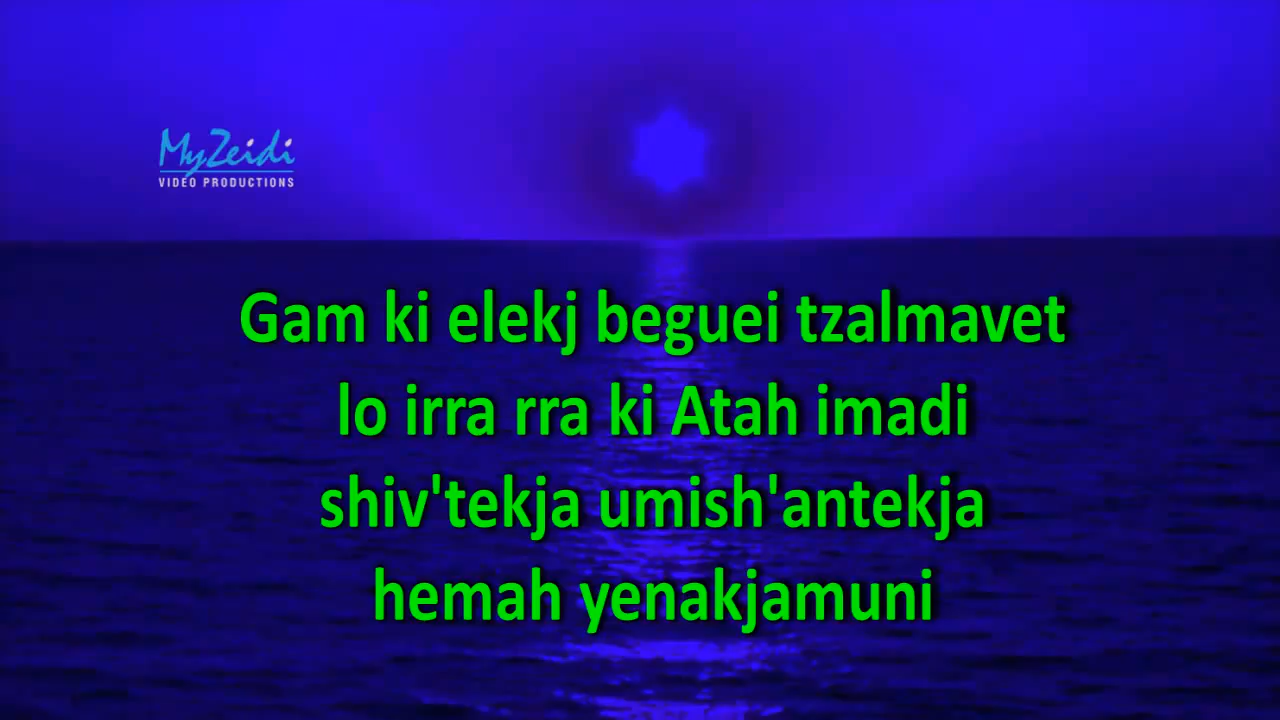 MyZeidi
VIDEO PRODUCTIONS
Gam ki elekj beguei tzalmavet
lo irra rra ki Atah imadi
shiv'tekja umish'antekja
hemah yenakjamuni